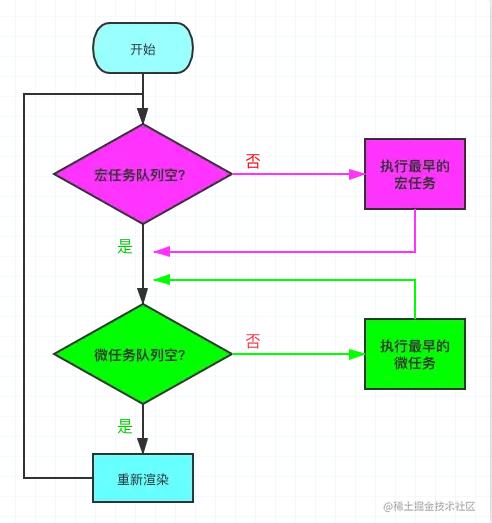 开始
宏任务队列空?
否
执行最早的
宏任务
是
微任务队列空?
否
执行最早的
微任务
是
重新渲染
@稀土掘金技术社区